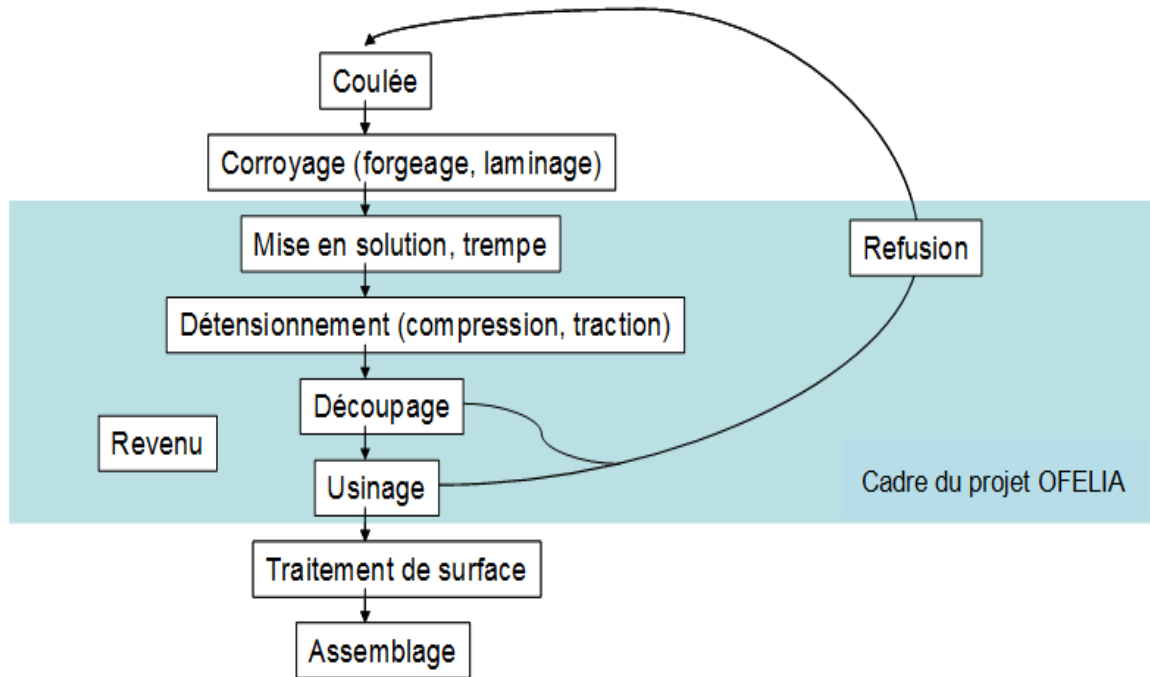 Coulée
Corroyage (forgeage, laminage)
Mise en solution, trempe
Refusion
Détensionnement (compression, traction)
Découpage
Revenu
Usinage
Cadre du projet OFELIA
Traitement de surface
Assemblage